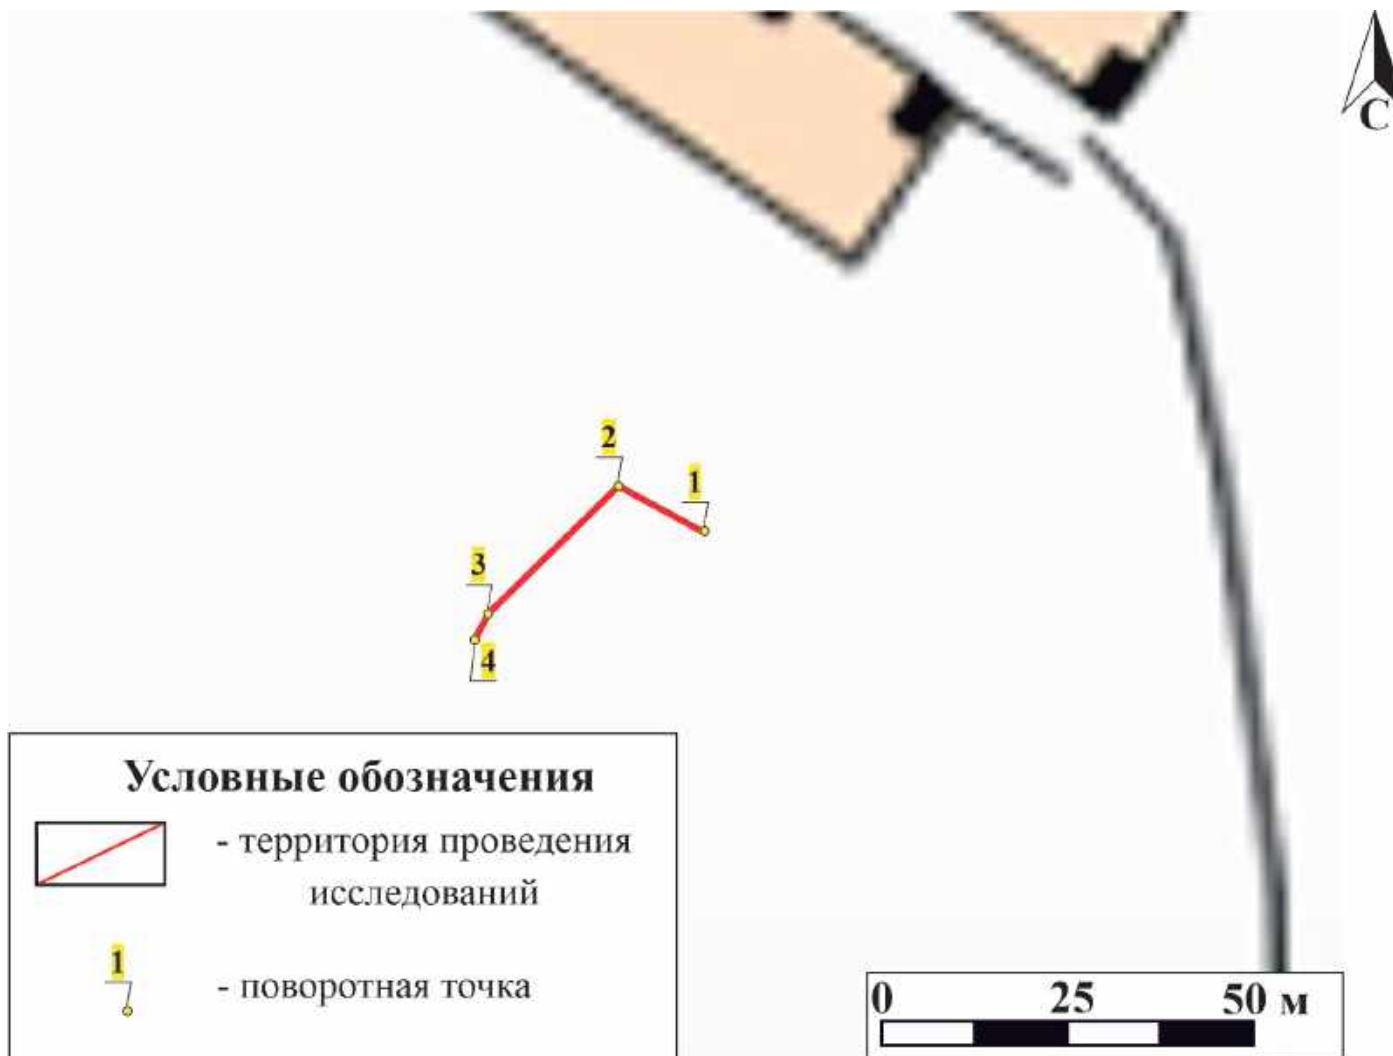 С
2
1
3
4
Условные обозначения
- территория проведения
исследований
1
- поворотная точка
0 25 50 м